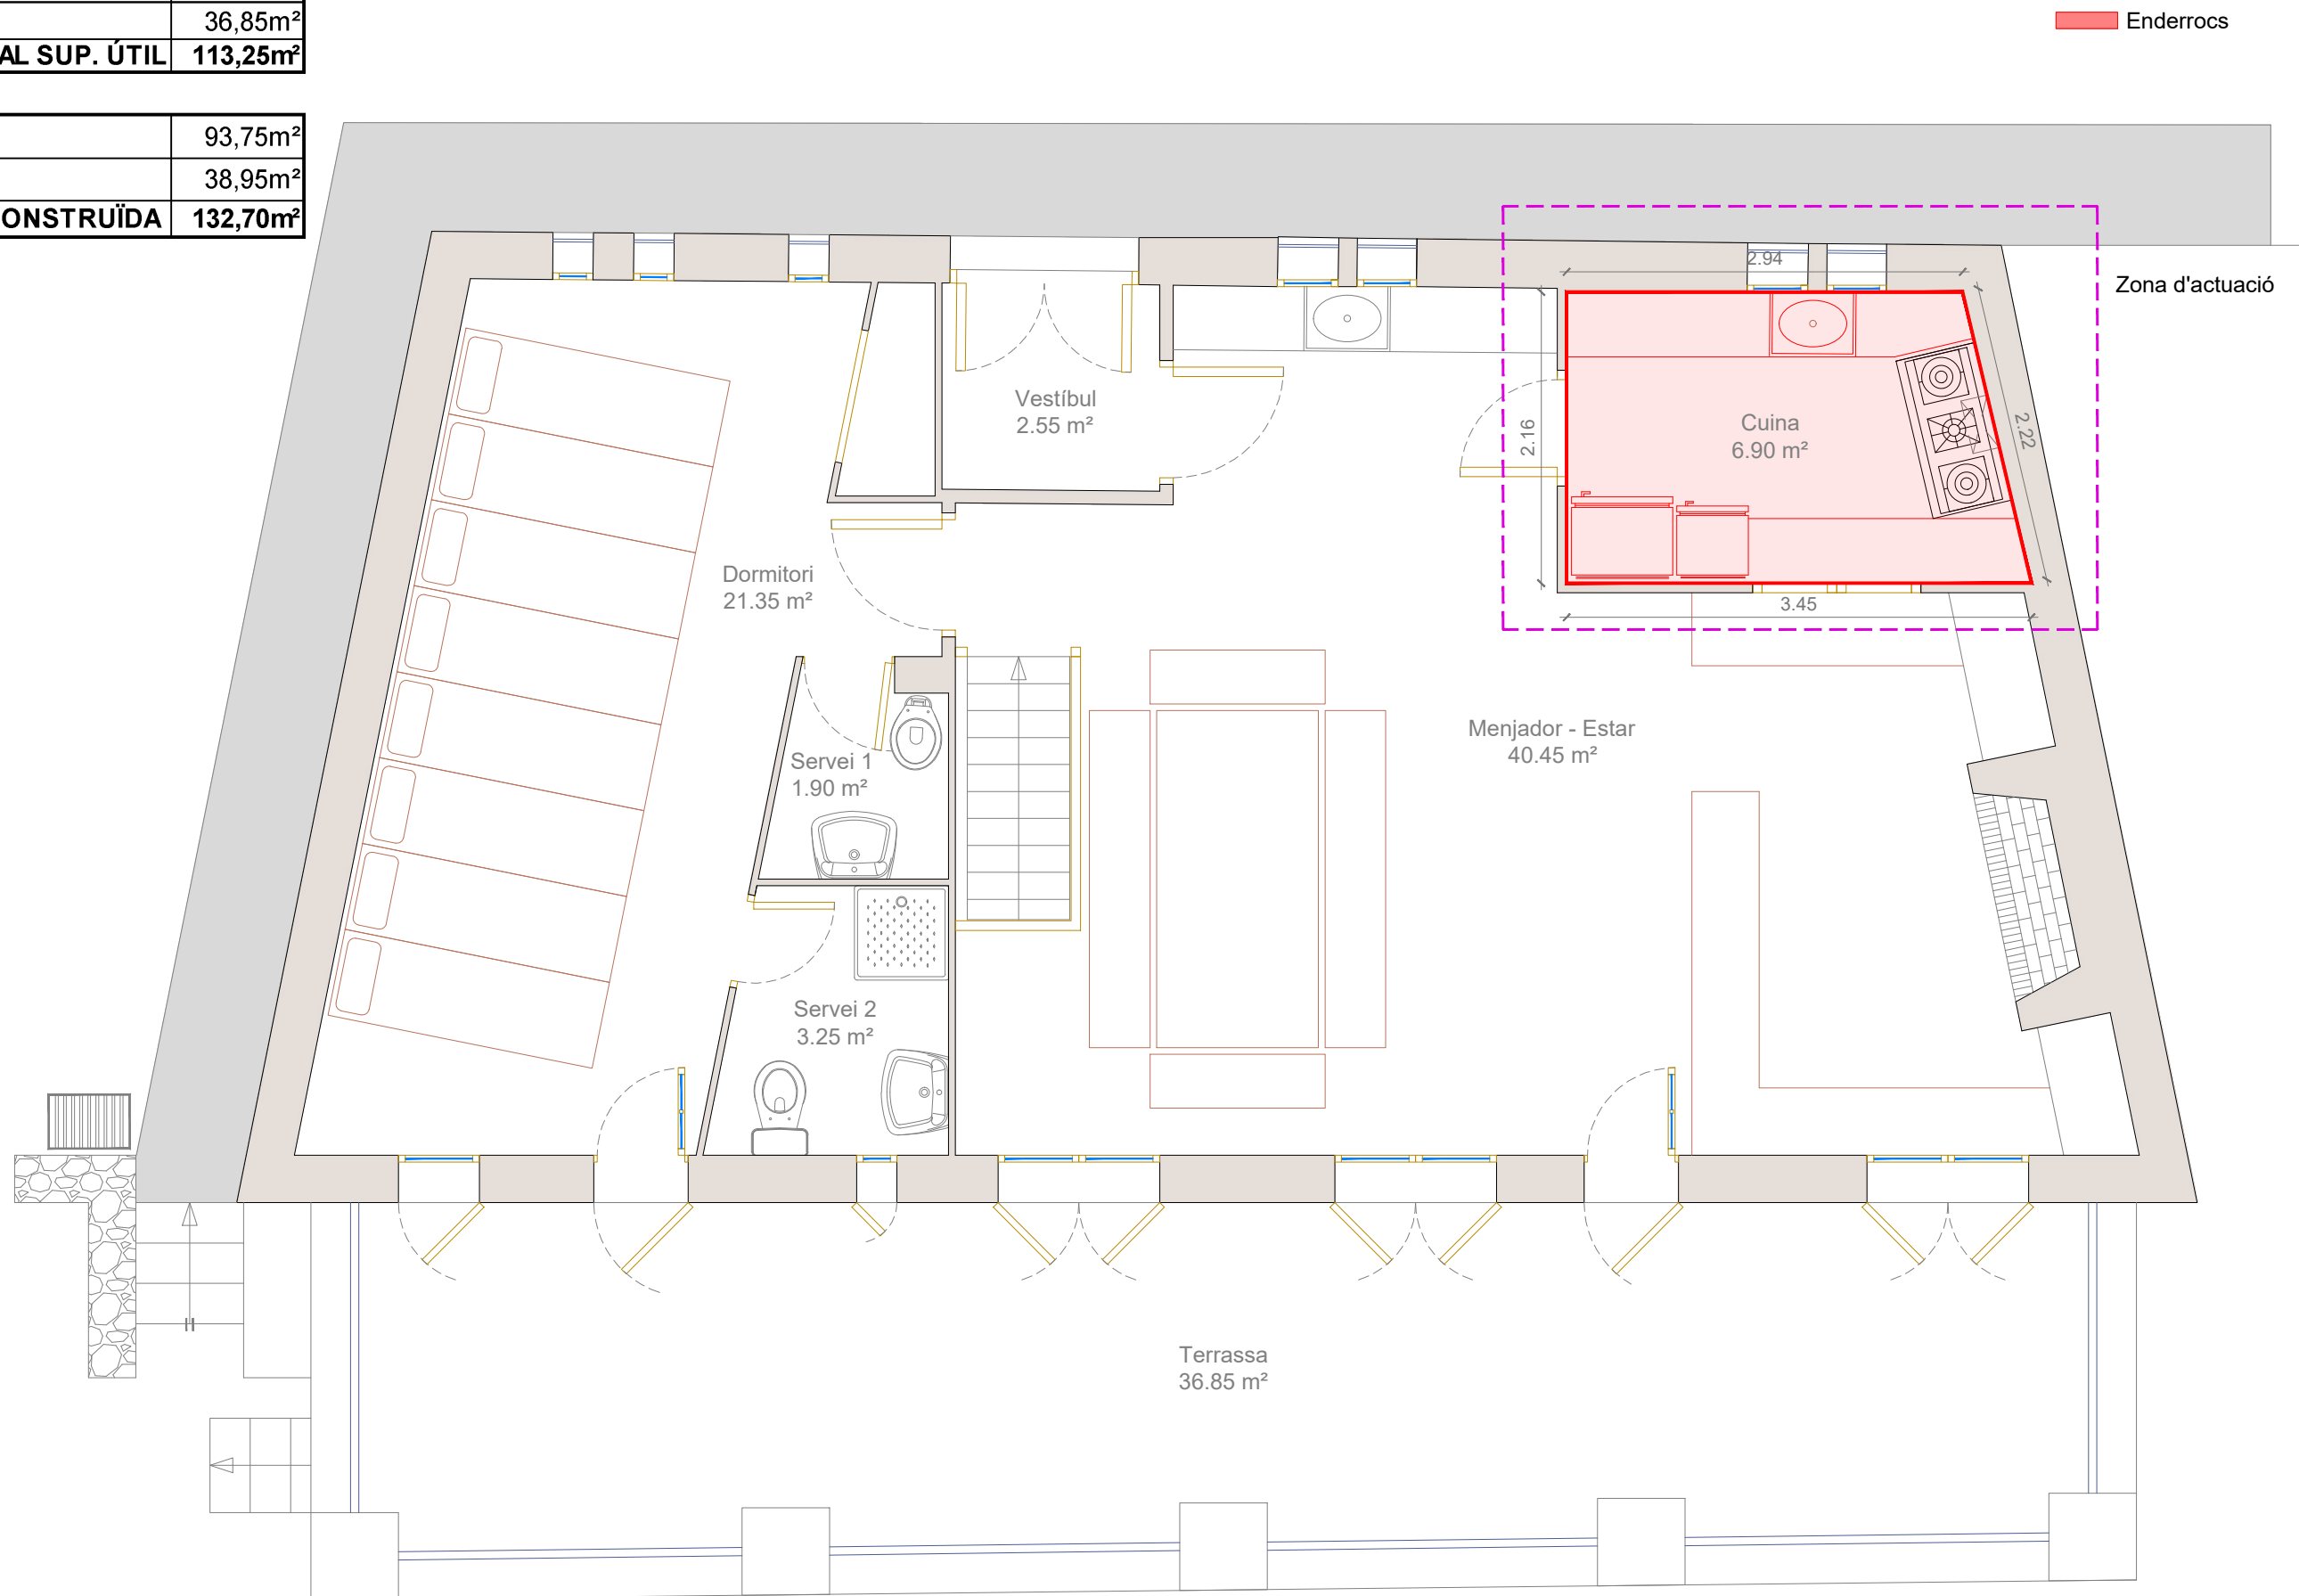 36,85m²
AL SUP. ÚTIL 113,25m²
93,75m²
38,95m²
ONSTRUÏDA 132,70m²
Enderrocs
Zona d'actuació
2.94
Vestíbul
2.55 m²
Cuina
6.90 m²
2.16
2.22
3.45
Dormitori
21.35 m²
Menjador - Estar
40.45 m²
Servei 1
1.90 m²
Servei 2
3.25 m²
Terrassa
36.85 m²